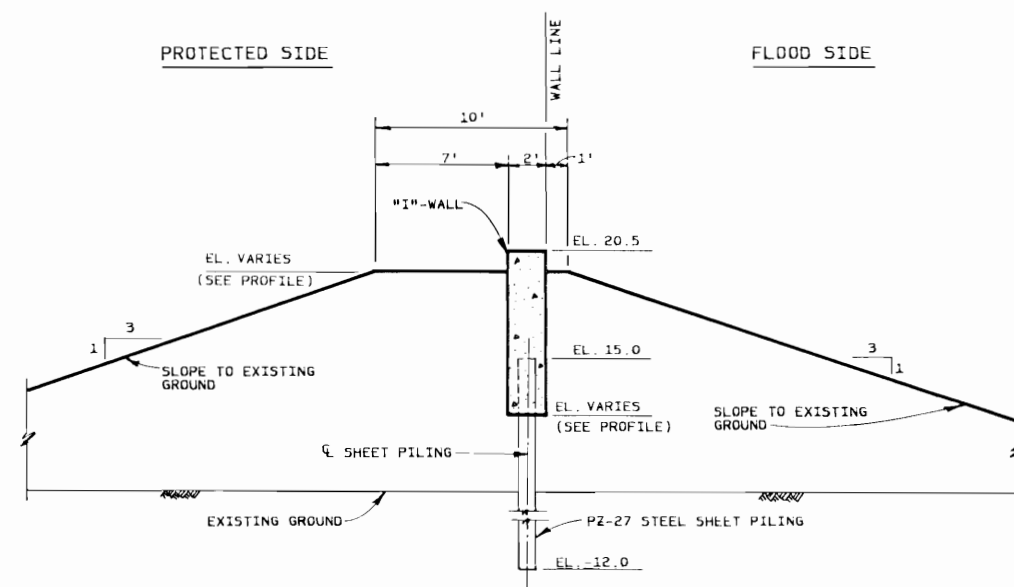 PROTECTED SIDE
FLOOD SIDE
WALL LINE
10'
7'
2'
1'
"I"-WALL
EL. 20.5
EL. VARIES
(SEE PROFILE)
3
1
SLOPE TO EXISTING
GROUND
EL. 15.0
3
1
EL. VARIES
(SEE PROFILE)
SLOPE TO EXISTING
GROUND
℄ SHEET PILING
EXISTING GROUND
PZ-27 STEEL SHEET PILING
EL. -12.0